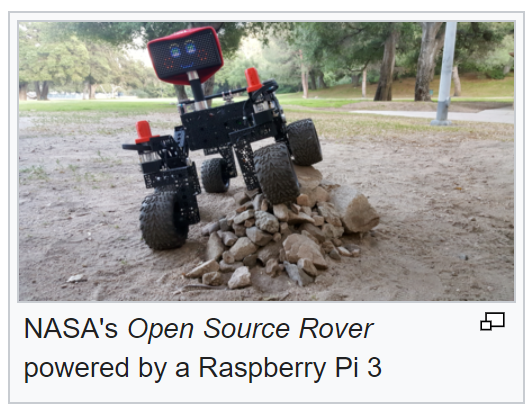 NASA's Open Source Rover
powered by a Raspberry Pi 3